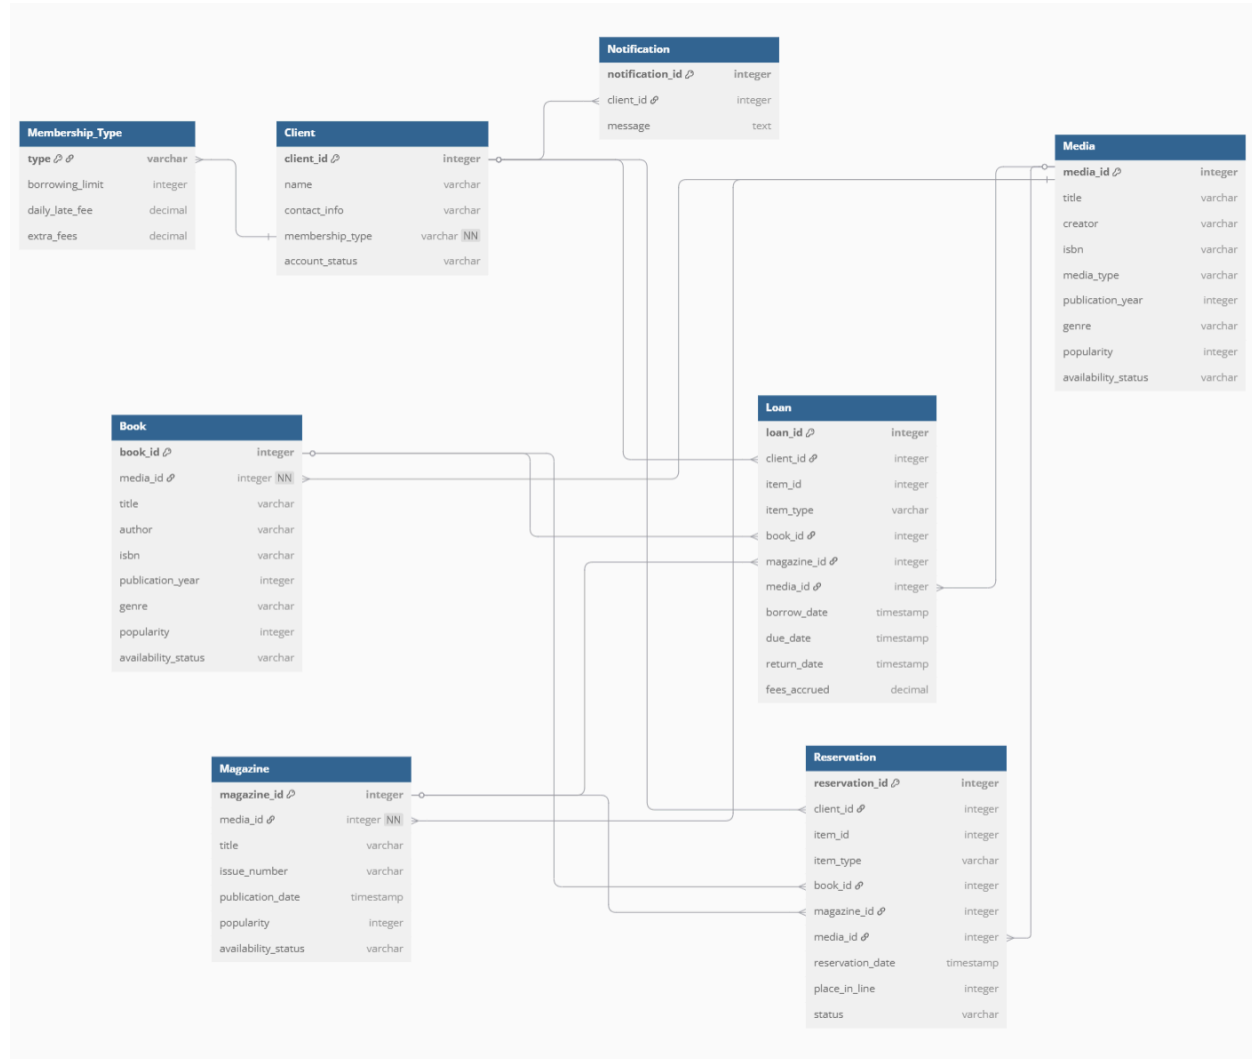 Notification
notification_id integer
client_id integer
message text
Membership_Type
type varchar
borrowing_limit integer
daily_late_fee decimal
extra_fees decimal
Client
client_id integer
name varchar
contact_info varchar
membership_type varchar NN
account_status varchar
Media
media_id integer
title varchar
creator varchar
isbn varchar
media_type varchar
publication_year integer
genre varchar
popularity integer
availability_status varchar
Book
book_id integer
media_id integer NN
title varchar
author varchar
isbn varchar
publication_year integer
genre varchar
popularity integer
availability_status varchar
Loan
loan_id integer
client_id integer
item_id integer
item_type varchar
book_id integer
magazine_id integer
media_id integer
borrow_date timestamp
due_date timestamp
return_date timestamp
fees_accrued decimal
Magazine
magazine_id integer
media_id integer NN
title varchar
issue_number varchar
publication_date timestamp
popularity integer
availability_status varchar
Reservation
reservation_id integer
client_id integer
item_id integer
item_type varchar
book_id integer
magazine_id integer
media_id integer
reservation_date timestamp
place_in_line integer
status varchar